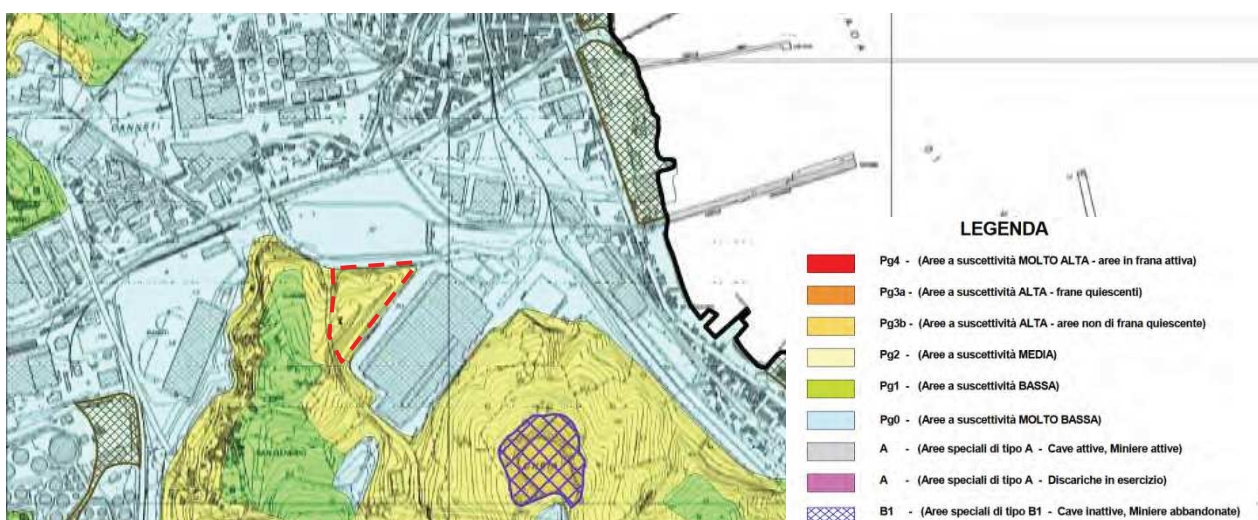 CANNETI
LEGENDA
Pg4 - (Aree a suscettività MOLTO ALTA - aree in frana attiva)
Pg3a - (Aree a suscettività ALTA - frane quiescenti)
Pg3b - (Aree a suscettività ALTA - aree non di frana quiescente)
Pg2 - (Aree a suscettività MEDIA)
Pg1 - (Aree a suscettività BASSA)
Pg0 - (Aree a suscettività MOLTO BASSA)
A - (Aree speciali di tipo A - Cave attive, Miniere attive)
A - (Aree speciali di tipo A - Discariche in esercizio)
B1 - (Aree speciali di tipo B1 - Cave inattive, Miniere abbandonate)